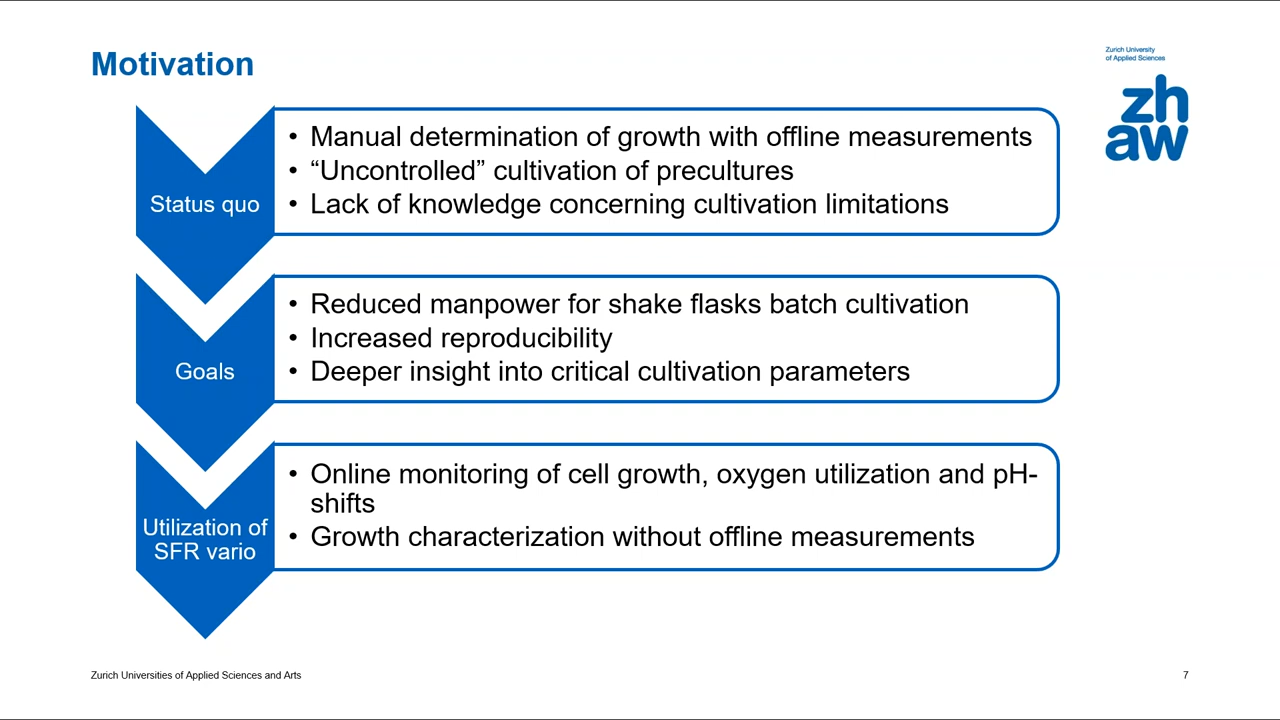 Motivation
Zurich University
of Applied Sciences
zh
aw
Status quo
• Manual determination of growth with offline measurements
• “Uncontrolled” cultivation of precultures
• Lack of knowledge concerning cultivation limitations
Goals
• Reduced manpower for shake flasks batch cultivation
• Increased reproducibility
• Deeper insight into critical cultivation parameters
Utilization of
SFR vario
• Online monitoring of cell growth, oxygen utilization and pH-
shifts
• Growth characterization without offline measurements
Zurich Universities of Applied Sciences and Arts
7